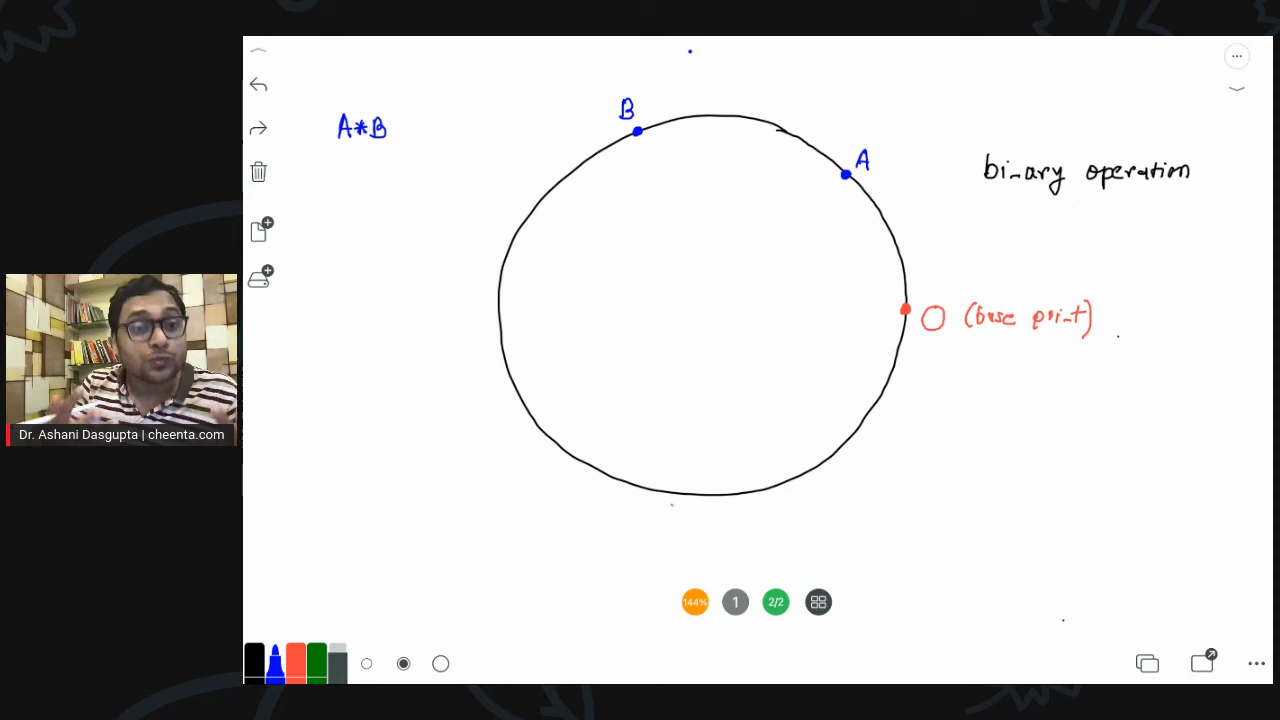 B
A*B
A
binary operation
O (base point)
Dr. Ashani Dasgupta | cheenta.com
144%
1
2/2